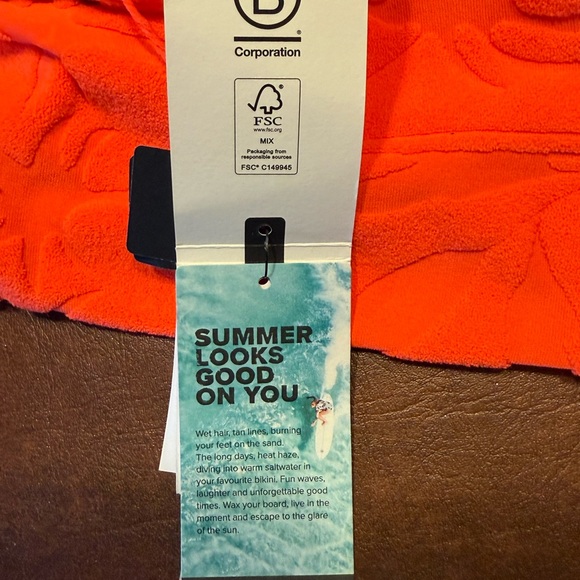 B
Corporation
FSC
www.fsc.org
MIX
Packaging from
responsible sources
FSC® C149945
SUMMER
LOOKS
GOOD
ON YOU
Wet hair, tan lines, burning
your feet on the sand.
The long days, heat haze,
diving into warm saltwater in
your favourite bikini. Fun waves,
laughter and unforgettable good
times. Wax your board, live in the
moment and escape to the glare
of the sun.